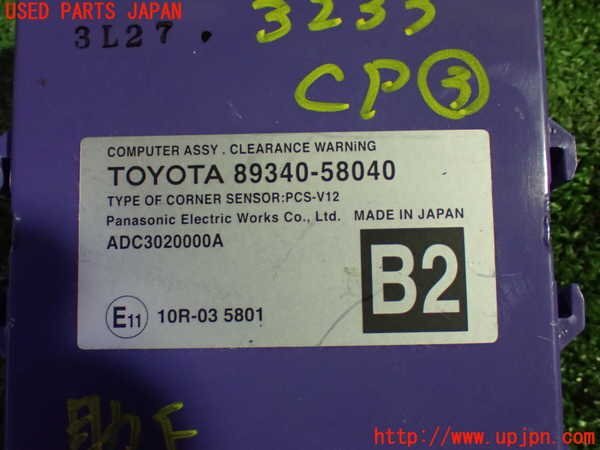 USED PARTS JAPAN
3L27.
3233
CP③
COMPUTER ASSY . CLEARANCE WARNiNG
TOYOTA 89340-58040
TYPE OF CORNER SENSOR:PCS-V12
Panasonic Electric Works Co., Ltd. MADE IN JAPAN
ADC3020000A
B2
E11 10R-03 5801
助F
http://www.upjpn.com/